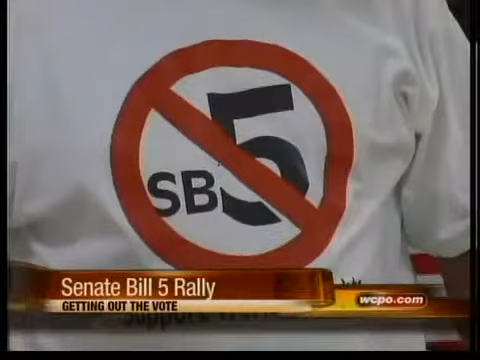 SB5
Senate Bill 5 Rally
wcpo.com
GETTING OUT THE VOTE